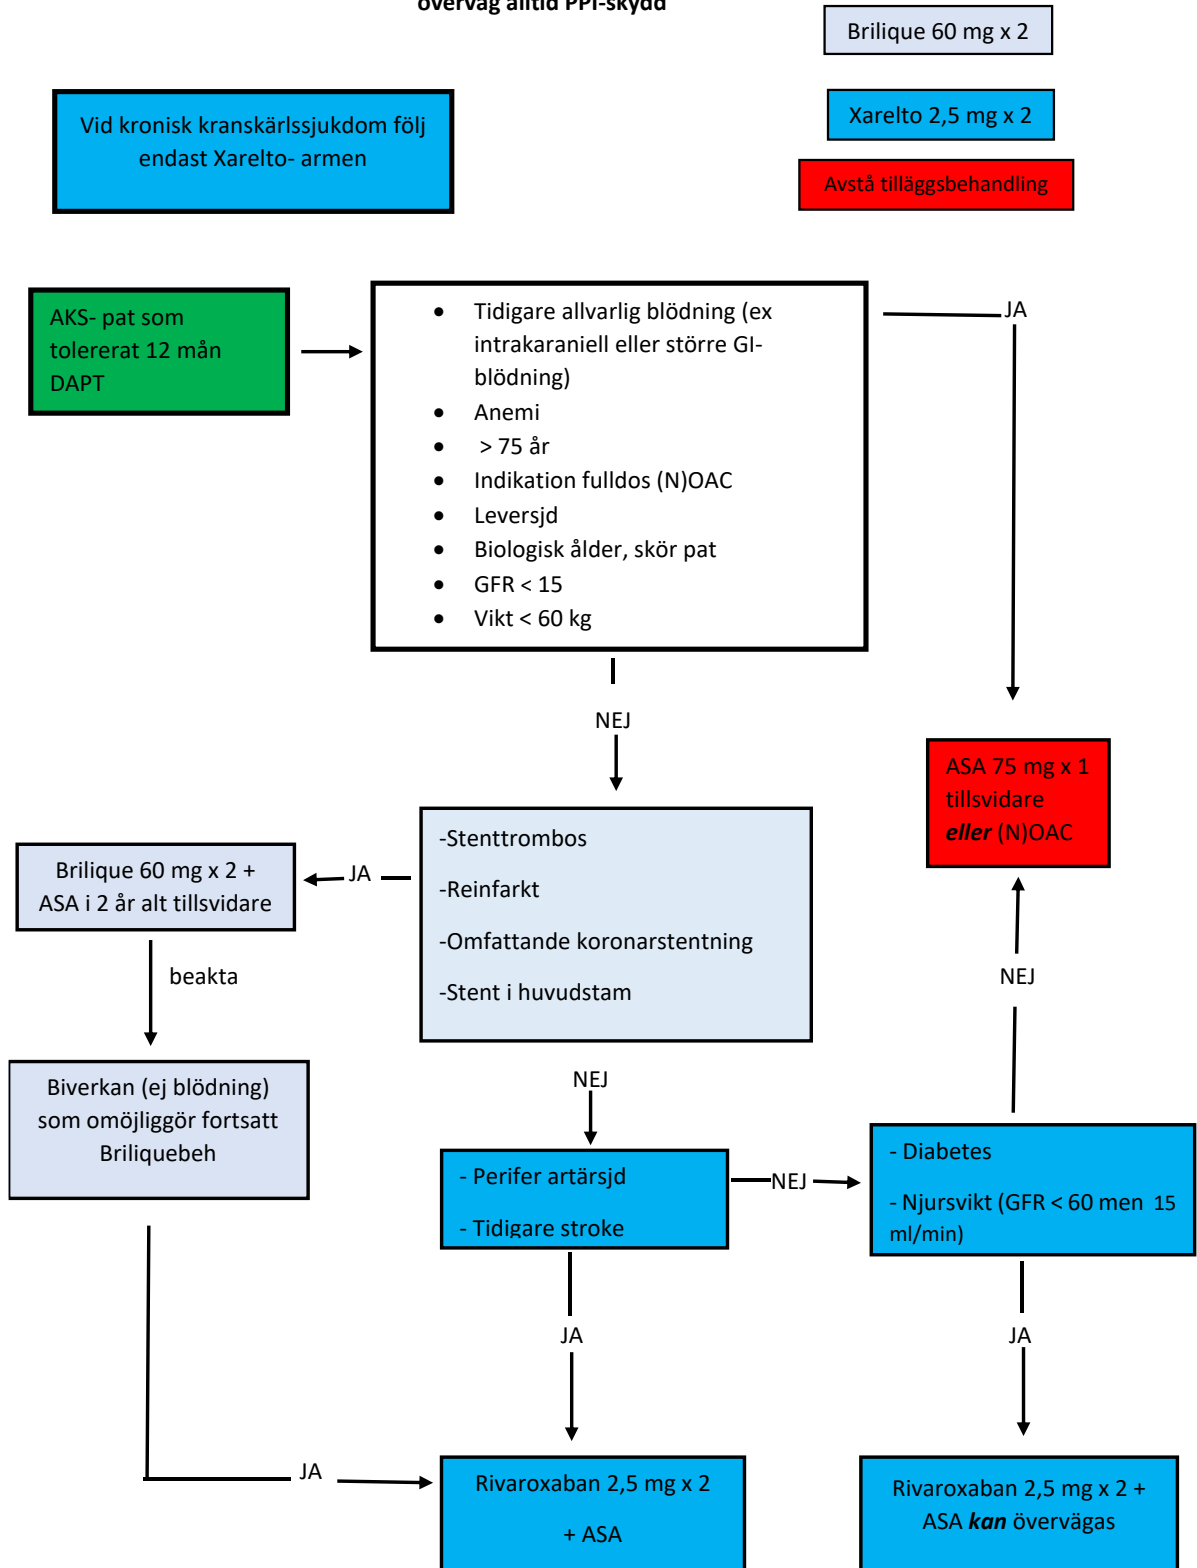 överväg alltid PPI-skydd
Brilique 60 mg x 2
Vid kronisk kranskärlssjukdom följ
endast Xarelto- armen
Xarelto 2,5 mg x 2
Avstå tilläggsbehandling
AKS- pat som
tolererat 12 mån
DAPT
• Tidigare allvarlig blödning (ex
intrakaraniell eller större GI-
blödning)
• Anemi
• > 75 år
• Indikation fulldos (N)OAC
• Leversjd
• Biologisk ålder, skör pat
• GFR < 15
• Vikt < 60 kg
JA
NEJ
ASA 75 mg x 1
tillsvidare
eller (N)OAC
-Stenttrombos
-Reinfarkt
-Omfattande koronarstentning
-Stent i huvudstam
JA
Brilique 60 mg x 2 +
ASA i 2 år alt tillsvidare
beakta
NEJ
Biverkan (ej blödning)
som omöjliggör fortsatt
Briliquebeh
NEJ
- Perifer artärsjd
- Tidigare stroke
NEJ
- Diabetes
- Njursvikt (GFR < 60 men 15
ml/min)
JA
JA
JA
Rivaroxaban 2,5 mg x 2
+ ASA
Rivaroxaban 2,5 mg x 2 +
ASA kan övervägas